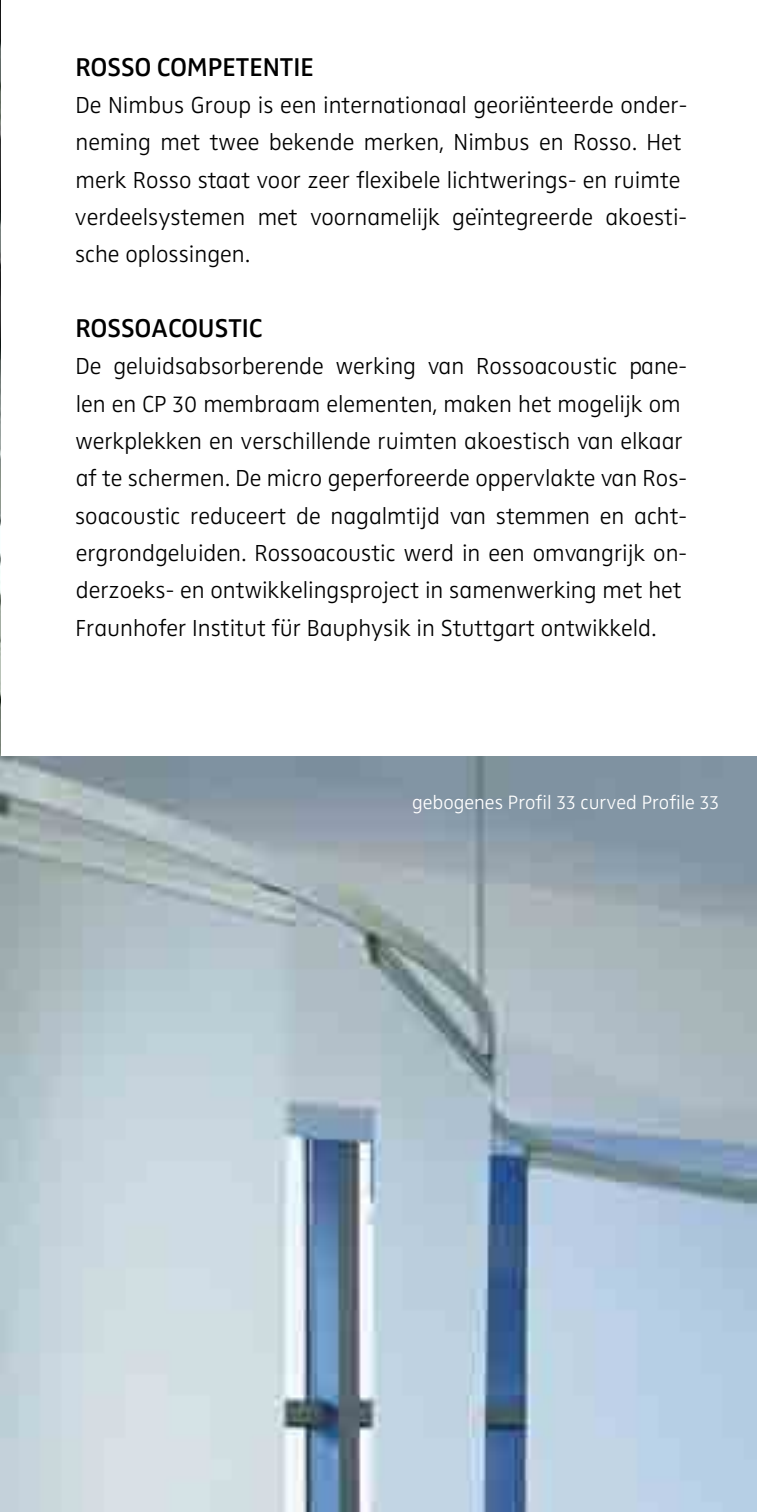 ROSSO COMPETENTIE
De Nimbus Group is een internationaal georiënteerde onder-
neming met twee bekende merken, Nimbus en Rosso. Het
merk Rosso staat voor zeer flexibele lichtwerings- en ruimte
verdeelsystemen met voornamelijk geïntegreerde akoesti-
sche oplossingen.
ROSSOACOUSTIC
De geluidsabsorberende werking van Rossoacoustic pane-
len en CP 30 membraam elementen, maken het mogelijk om
werkplekken en verschillende ruimten akoestisch van elkaar
af te schermen. De micro geperforeerde oppervlakte van Ros-
soacoustic reduceert de nagalmtijd van stemmen en acht-
ergrondgeluiden. Rossoacoustic werd in een omvangrijk on-
derzoeks- en ontwikkelingsproject in samenwerking met het
Fraunhofer Institut für Bauphysik in Stuttgart ontwikkeld.
gebogenes Profil 33 curved Profile 33